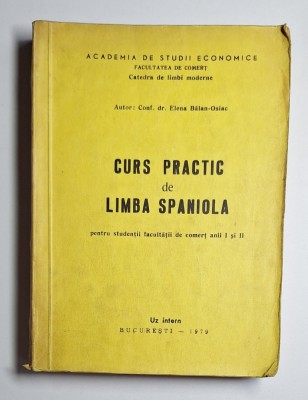 ACADEMIA DE STUDII ECONOMICE
FACULTATEA DE COMERȚ
Catedra de limbi moderne
Autor: Conf. dr. Elena Bălan-Osiac
CURS PRACTIC
de
LIMBA SPANIOLA
pentru studenții facultății de comerț anii I și II
Uz intern
BUCUREȘTI — 1979